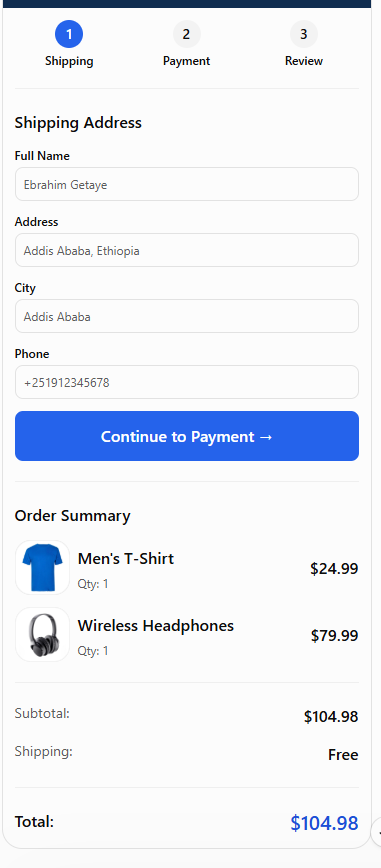 1
2
3
Shipping
Payment
Review
Shipping Address
Full Name
Ebrahim Getaye
Address
Addis Ababa, Ethiopia
City
Addis Ababa
Phone
+251912345678
Continue to Payment →
Order Summary
Men's T-Shirt
Qty: 1
$24.99
Wireless Headphones
Qty: 1
$79.99
Subtotal:
$104.98
Shipping:
Free
Total:
$104.98